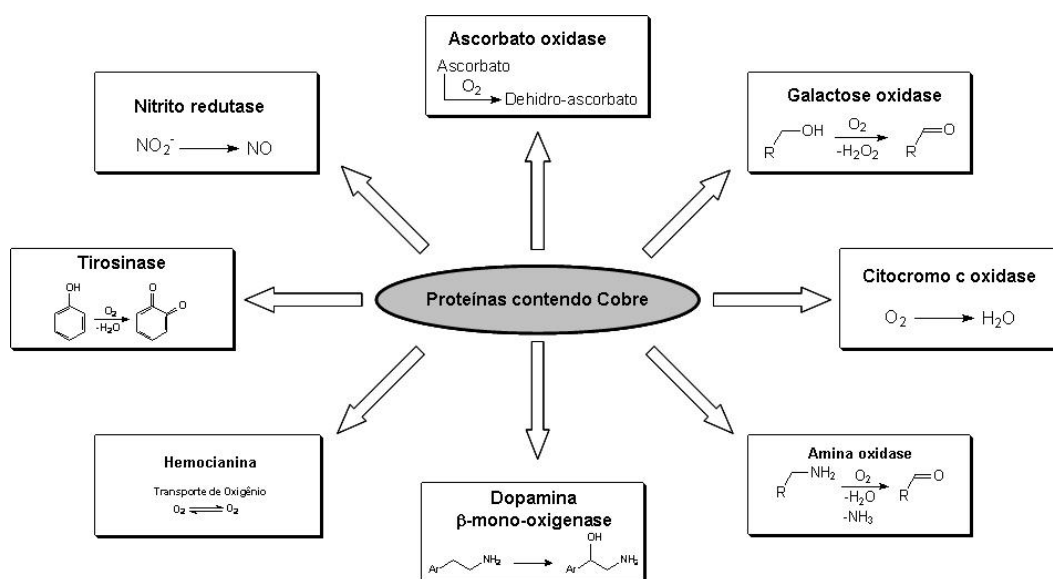 Ascorbato oxidase
Ascorbato
O₂
Dehidro-ascorbato
Nitrito redutase
NO₂⁻
NO
Galactose oxidase
OH
O₂
-H₂O₂
R
R
O
Tirosinase
OH
O₂
-H₂O
O
O
Proteínas contendo Cobre
Citocromo c oxidase
O₂
H₂O
Hemocianina
Transporte de Oxigênio
O₂
O₂
Dopamina
β-mono-oxigenase
Ar
NH₂
OH
Ar
NH₂
Amina oxidase
NH₂
O₂
-H₂O
-NH₃
R
R
O